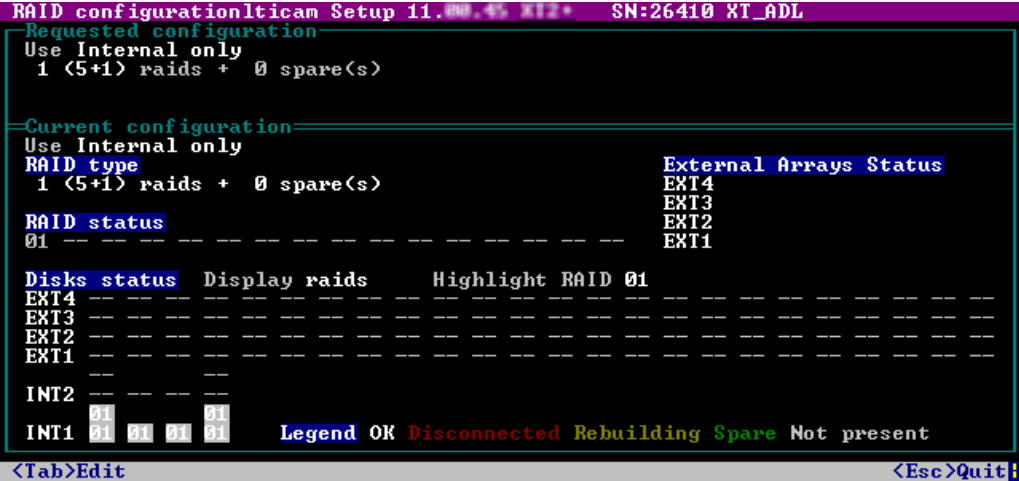 RAID configurationlticam Setup 11. SN:26410 XT_ADL
Requested configuration
Use Internal only
1 (5+1) raids + 0 spare(s)
Current configuration
Use Internal only
RAID type
External Arrays Status
1 (5+1) raids + 0 spare(s)
EXT4
EXT3
RAID status
EXT2
01 -- -- -- -- -- -- -- -- -- -- -- -- -- -- --
EXT1
Disks status Display raids Highlight RAID 01
EXT4 -- -- -- -- -- -- -- -- -- -- -- -- -- -- -- -- -- -- -- -- -- -- -- --
EXT3 -- -- -- -- -- -- -- -- -- -- -- -- -- -- -- -- -- -- -- -- -- -- -- --
EXT2 -- -- -- -- -- -- -- -- -- -- -- -- -- -- -- -- -- -- -- -- -- -- -- --
EXT1 -- -- -- -- -- -- -- -- -- -- -- -- -- -- -- -- -- -- -- -- -- -- -- --
-- --
INT2 -- -- -- --
01 01
INT1 01 01 01 01 Legend OK Disconnected Rebuilding Spare Not present
<Tab>Edit <Esc>Quit